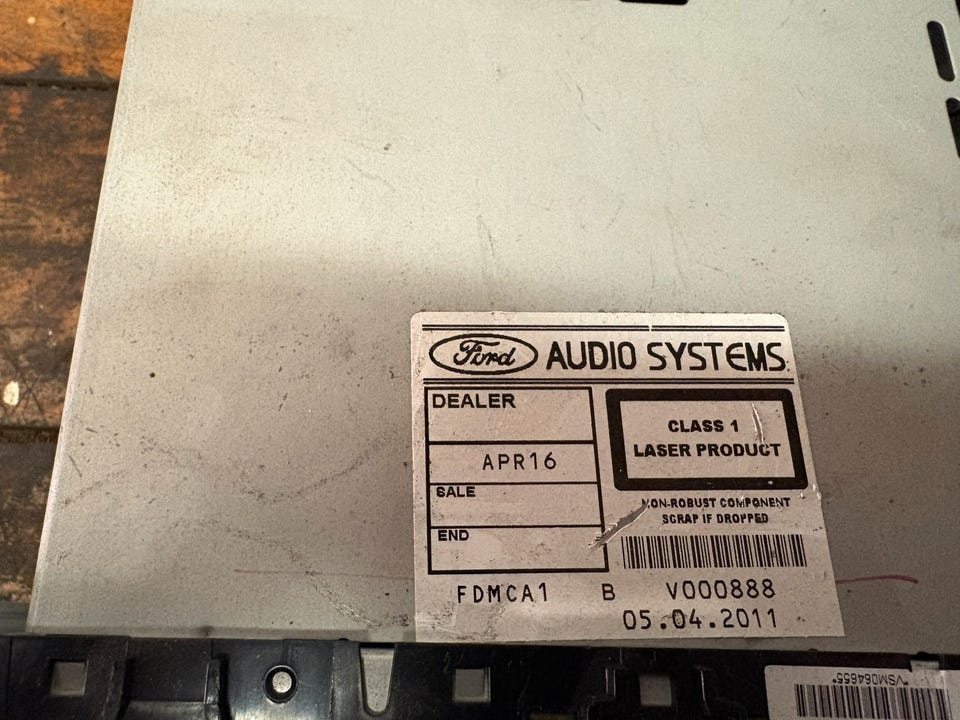 Ford AUDIO SYSTEMS
DEALER
APR16
SALE
END
CLASS 1
LASER PRODUCT
NON-ROBUST COMPONENT
SCRAP IF DROPPED
FDMCA1 B V000888
05.04.2011
*VSM064655*